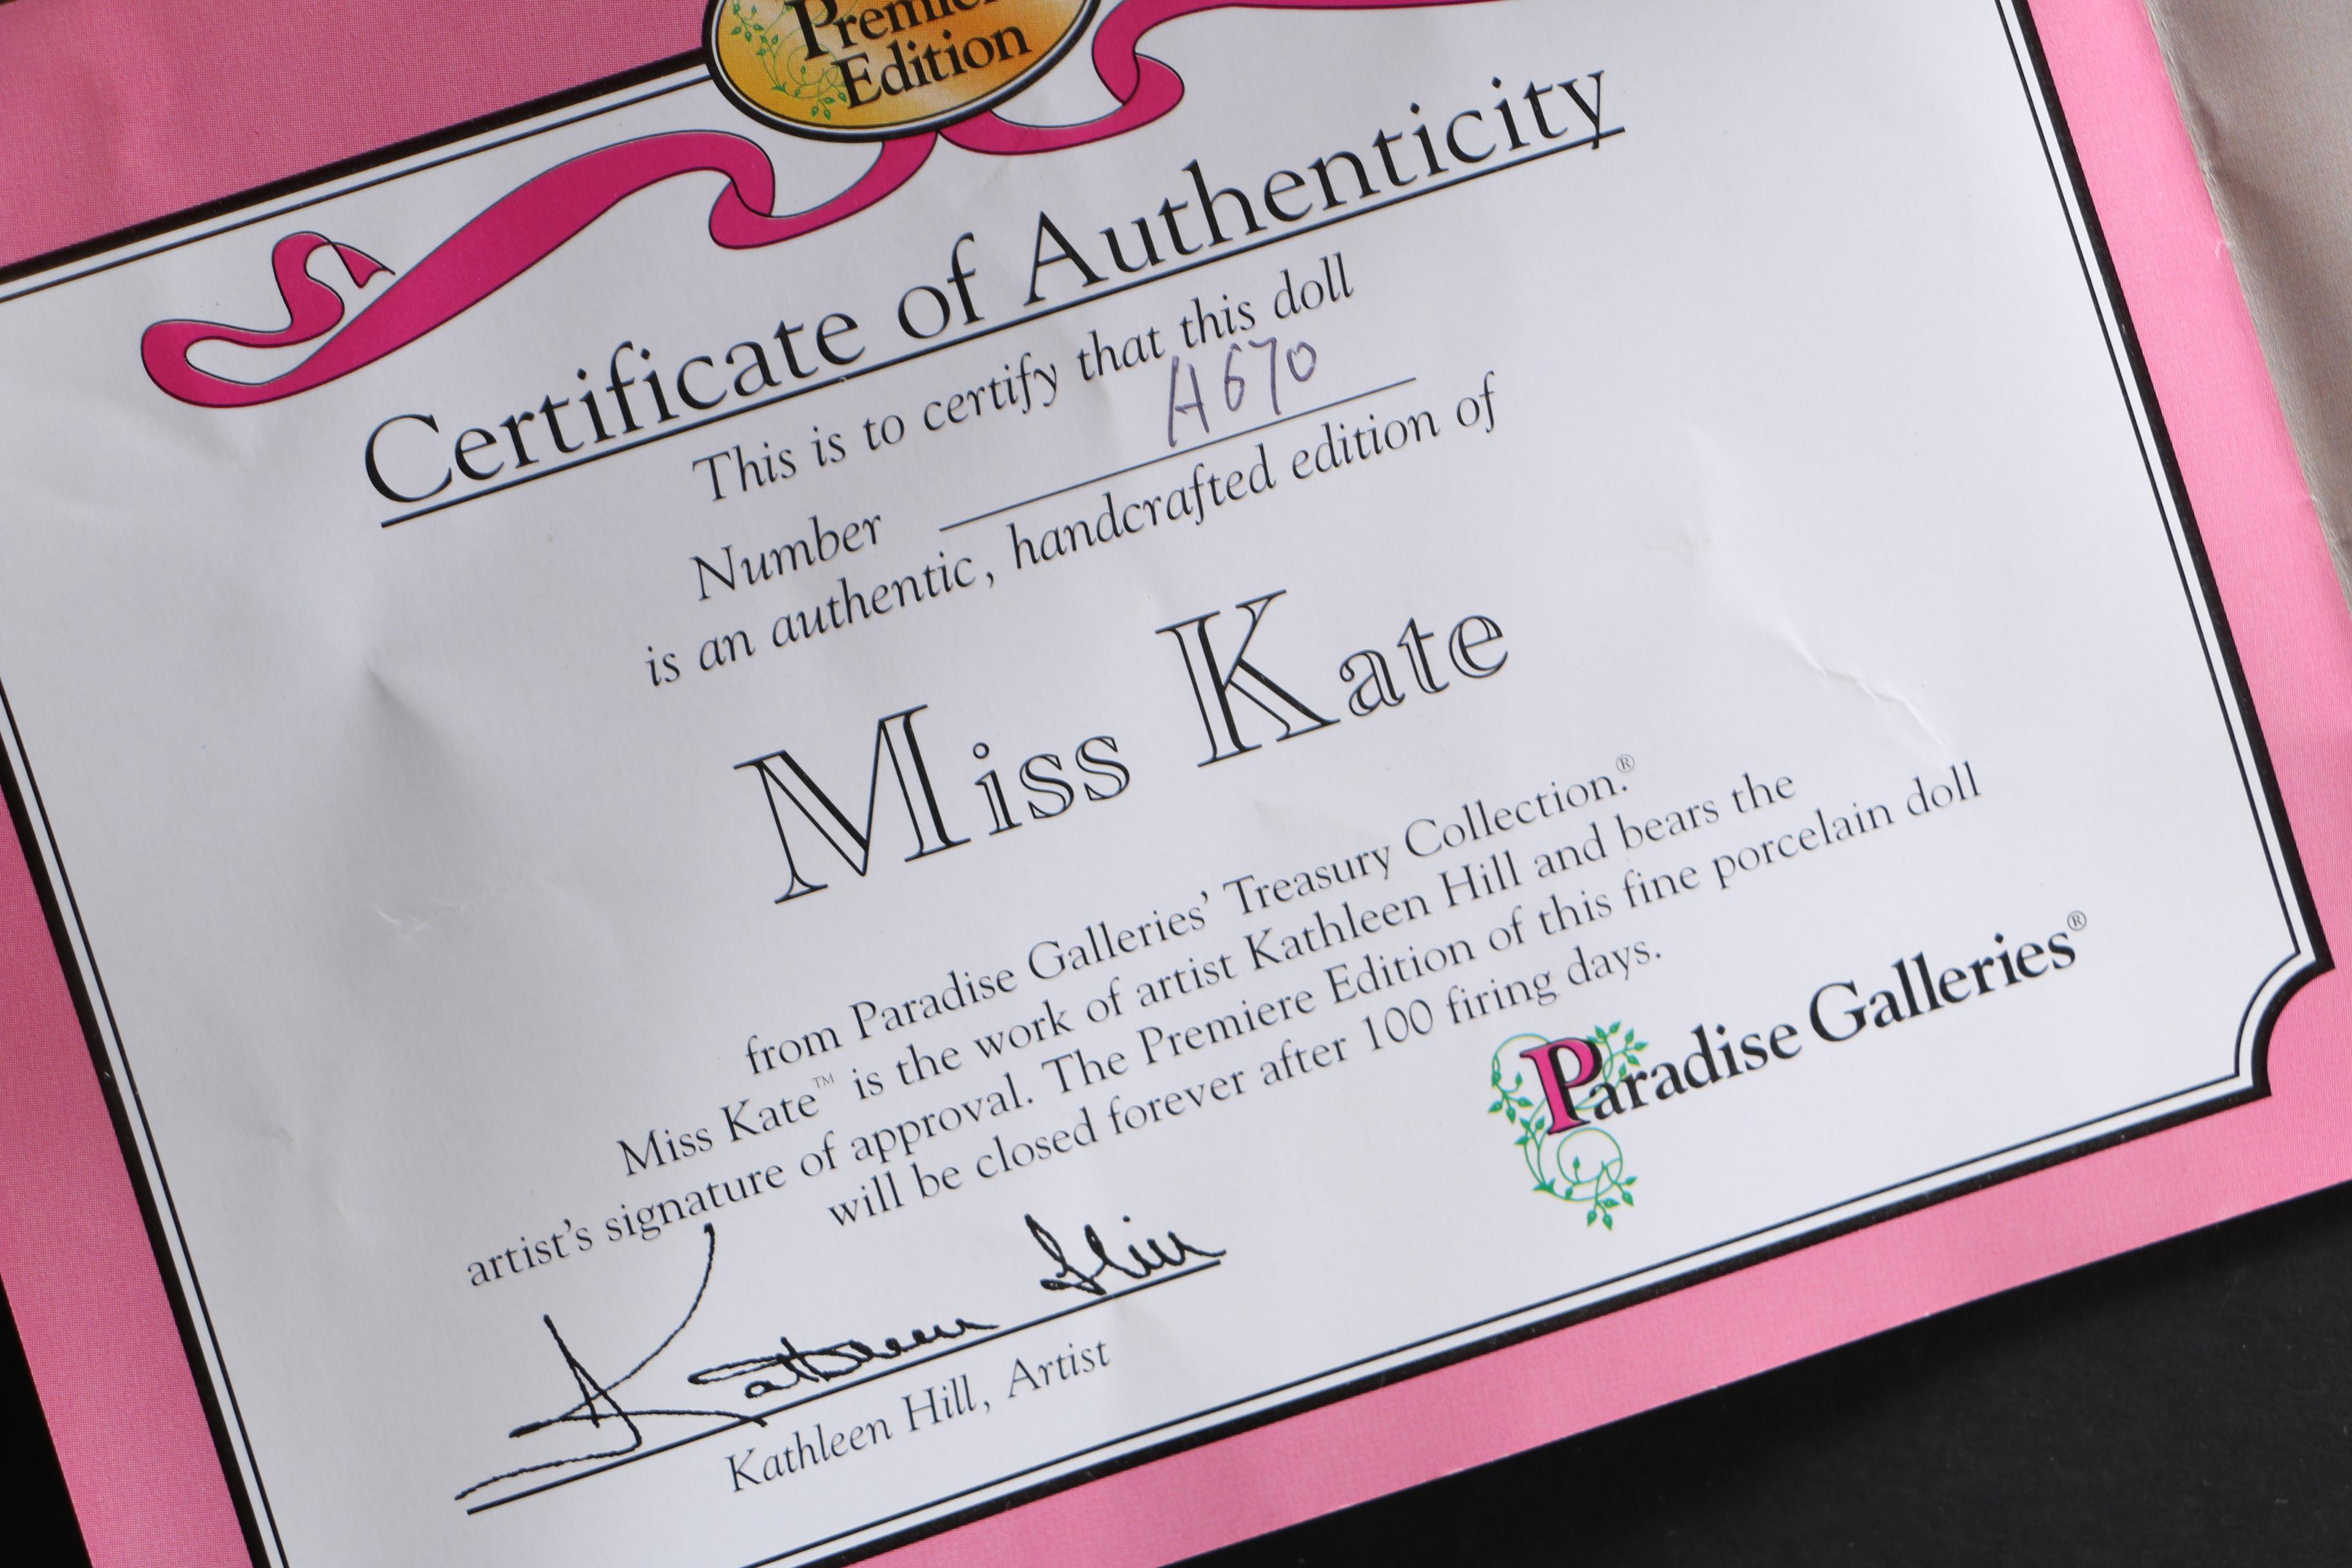 Premiere
Edition
Certificate of Authenticity
This is to certify that this doll
Number A670
is an authentic, handcrafted edition of
Miss Kate
from Paradise Galleries' Treasury Collection.®
Miss Kate™ is the work of artist Kathleen Hill and bears the
artist's signature of approval. The Premiere Edition of this fine porcelain doll
will be closed forever after 100 firing days.
Paradise Galleries®
Kathleen Hill
Kathleen Hill, Artist